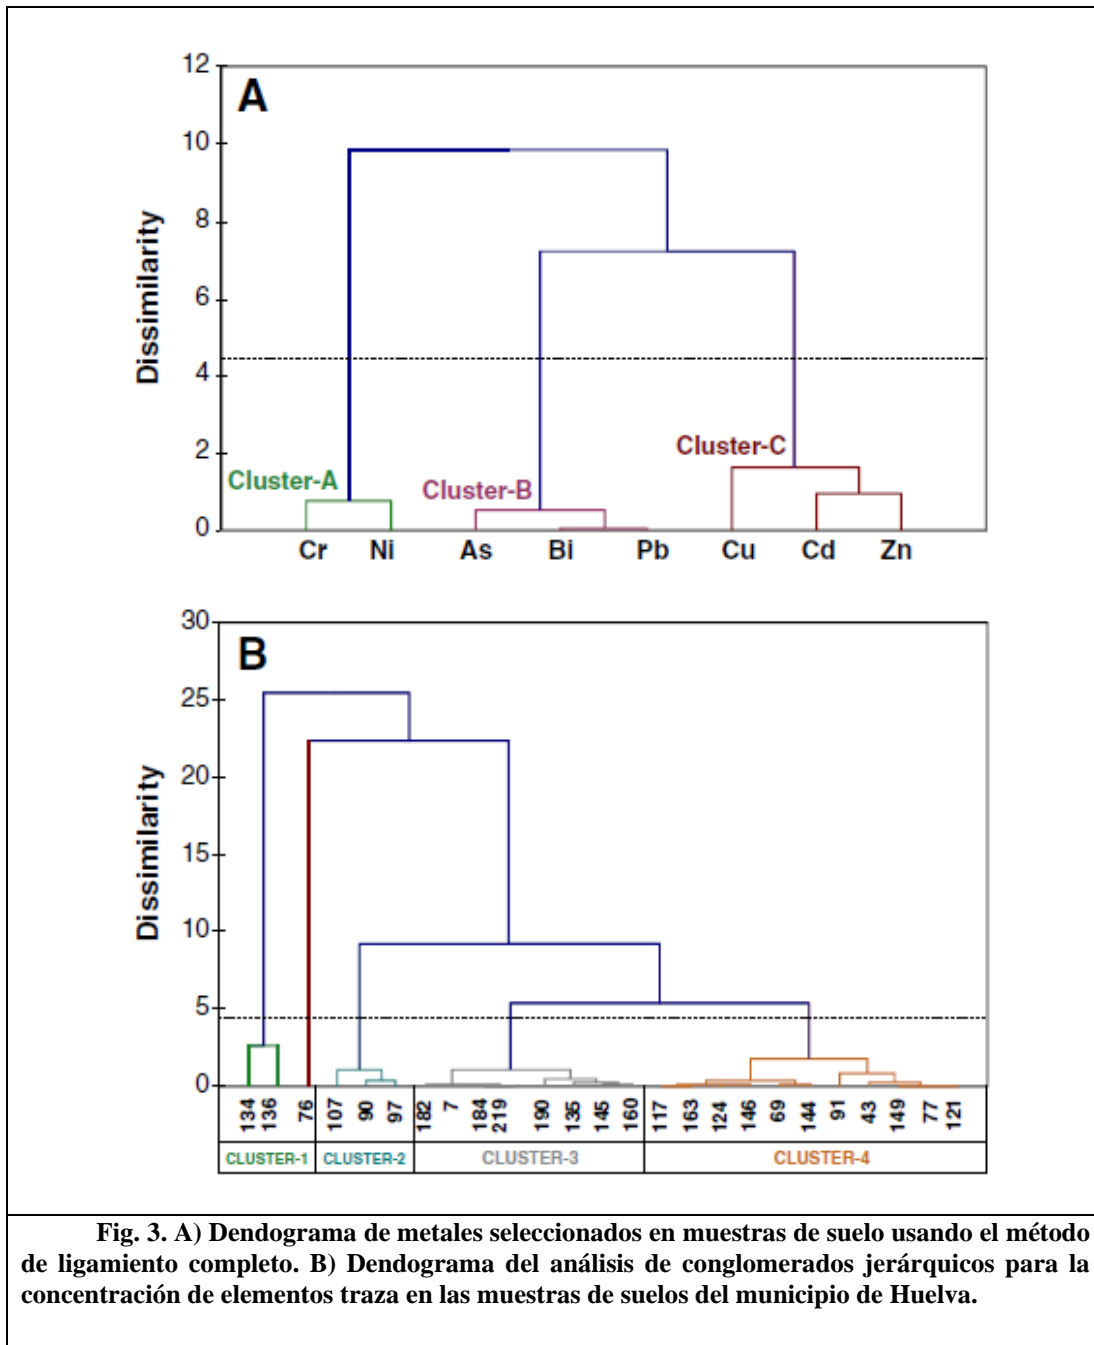 12
A
10
8
6
4
2
0
Dissimilarity
Cluster-A
Cluster-B
Cluster-C
Cr Ni As Bi Pb Cu Cd Zn
30
B
25
20
15
10
5
0
Dissimilarity
134 136 76 107 90 97 182 7 184 219 190 135 145 160 117 163 124 146 69 144 91 43 149 77 121
CLUSTER-1 CLUSTER-2 CLUSTER-3 CLUSTER-4
Fig. 3. A) Dendograma de metales seleccionados en muestras de suelo usando el método
de ligamiento completo. B) Dendograma del análisis de conglomerados jerárquicos para la
concentración de elementos traza en las muestras de suelos del municipio de Huelva.